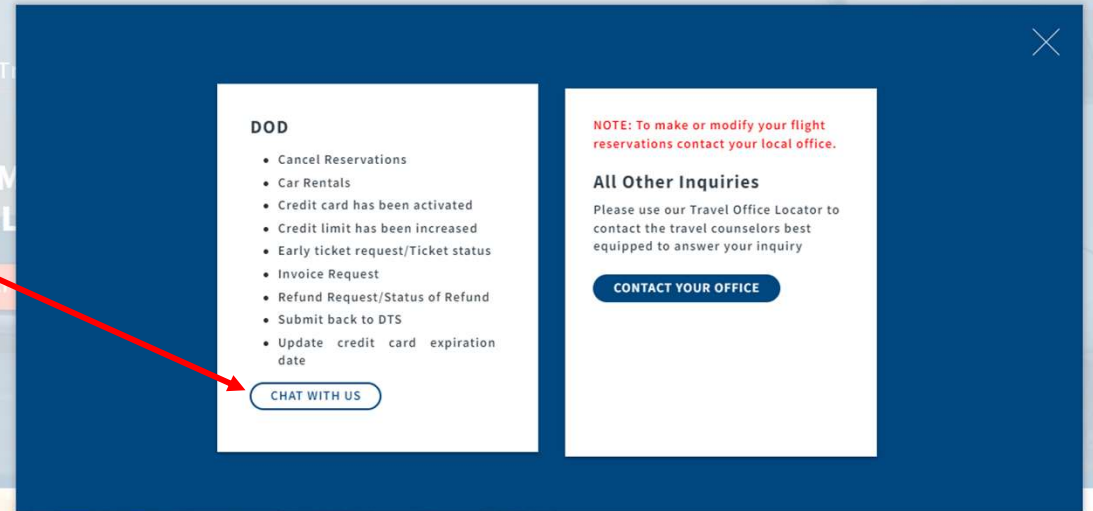 DOD
Cancel Reservations
Car Rentals
Credit card has been activated
Credit limit has been increased
Early ticket request/Ticket status
Invoice Request
Refund Request/Status of Refund
Submit back to DTS
Update credit card expiration
date
CHAT WITH US
NOTE: To make or modify your flight
reservations contact your local office.
All Other Inquiries
Please use our Travel Office Locator to
contact the travel counselors best
equipped to answer your inquiry
CONTACT YOUR OFFICE